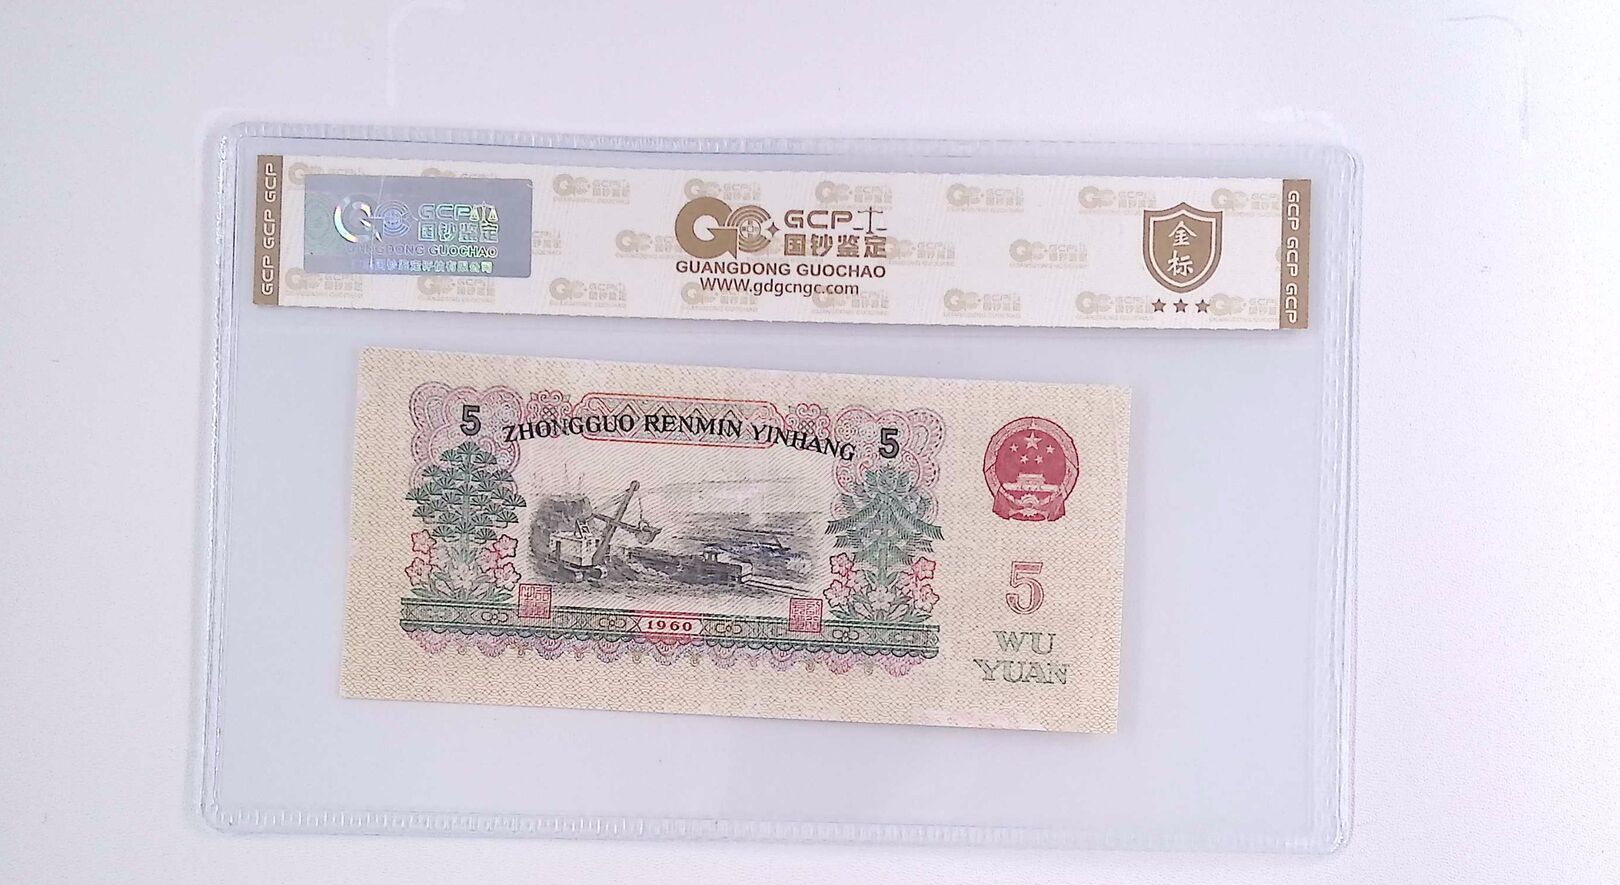 GCP GCP GCP
GCP
国钞鉴定
GUANGDONG GUOCHAO
GCP
国钞鉴定
GUANGDONG GUOCHAO
WWW.gdgcngc.com
金标
GCP GCP GCP
5
ZHONGGUO RENMIN YINHANG
5
1960
5
WU
YUAN